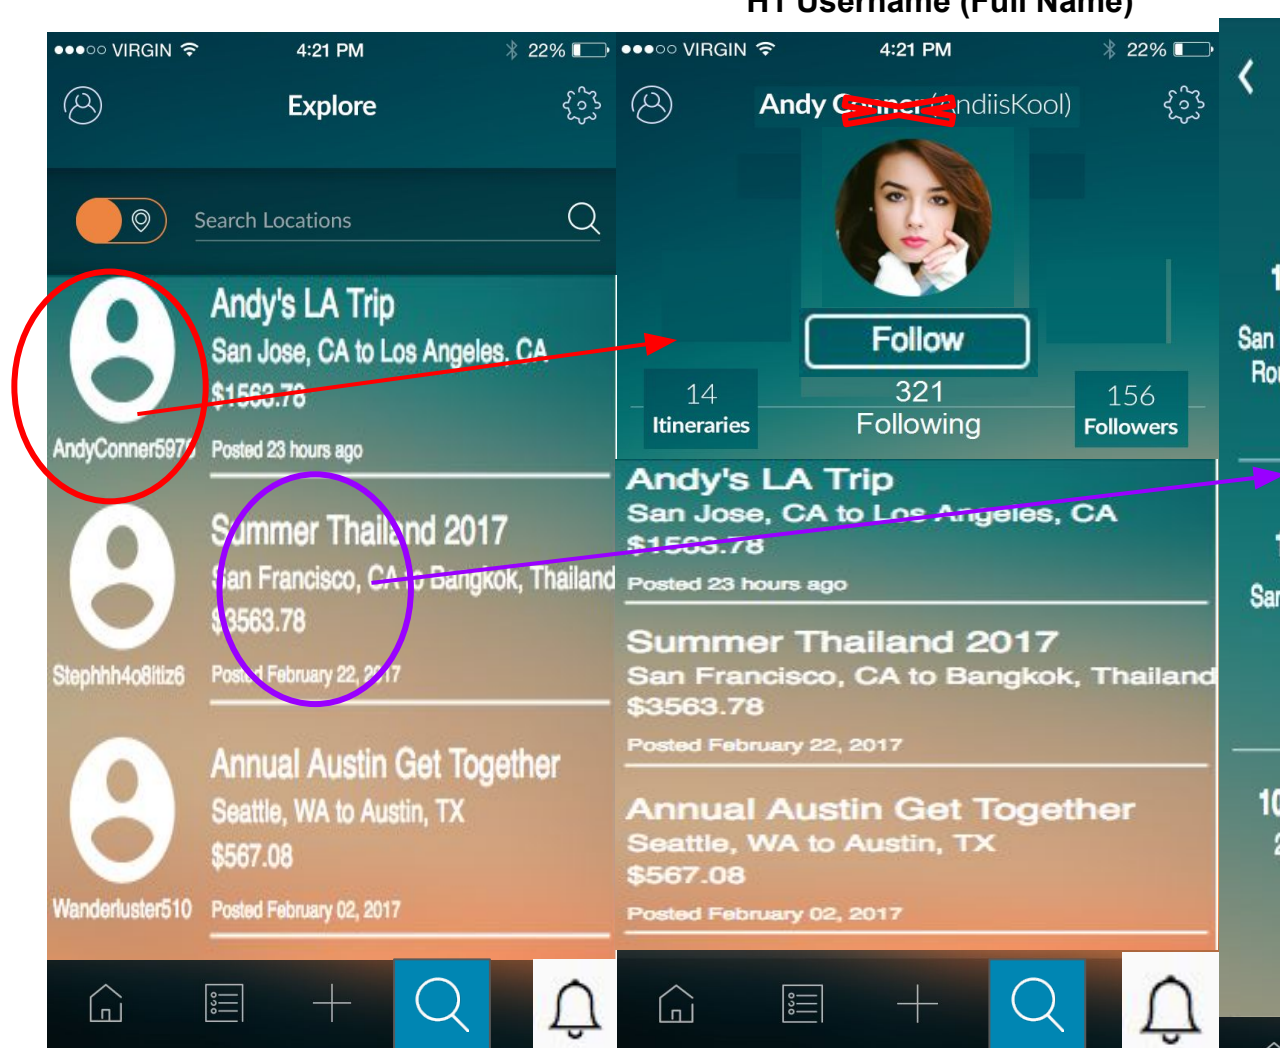 H1 Username (Full Name)
VIRGIN 4:21 PM 22%
Explore
Search Locations
Andy's LA Trip
San Jose, CA to Los Angeles, CA
$1563.78
AndyConner5976
Posted 23 hours ago
Summer Thailand 2017
San Francisco, CA to Bangkok, Thailand
$3563.78
Posted February 22, 2017
Annual Austin Get Together
Seattle, WA to Austin, TX
$567.08
Wanderluster510
Posted February 02, 2017
VIRGIN 4:21 PM 22%
Andy Conner (AndiisKool)
Follow
14
Itineraries
321
Following
156
Followers
Andy's LA Trip
San Jose, CA to Los Angeles, CA
$1563.78
Posted 23 hours ago
Summer Thailand 2017
San Francisco, CA to Bangkok, Thailand
$3563.78
Posted February 22, 2017
Annual Austin Get Together
Seattle, WA to Austin, TX
$567.08
Posted February 02, 2017
San